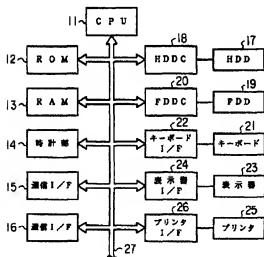 11
CPU
12
ROM
18
HDDC
17
HDD
13
RAM
20
FDDC
19
FDD
14
時計部
22
キーボード
I/F
21
キーボード
15
通信I/F
24
表示器
I/F
23
表示器
16
通信I/F
26
プリンタ
I/F
25
プリンタ
27